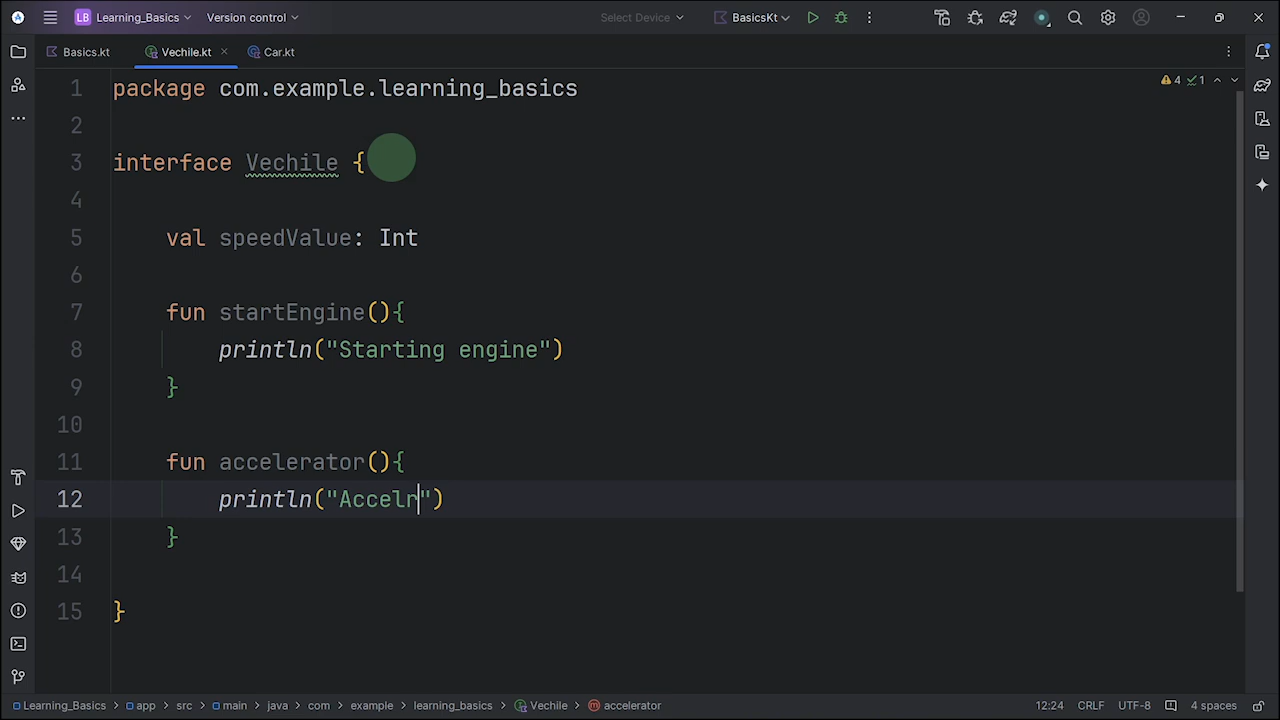 LB Learning_Basics Version control Select Device BasicsKt
Basics.kt Vechile.kt Car.kt
4 1
1 package com.example.learning_basics
2
3 interface Vechile {
4
5 val speedValue: Int
6
7 fun startEngine(){
8 println("Starting engine")
9 }
10
11 fun accelerator(){
12 println("Accelr")
13 }
14
15 }
Learning_Basics > app > src > main > java > com > example > learning_basics > Vechile > accelerator 12:24 CRLF UTF-8 4 spaces